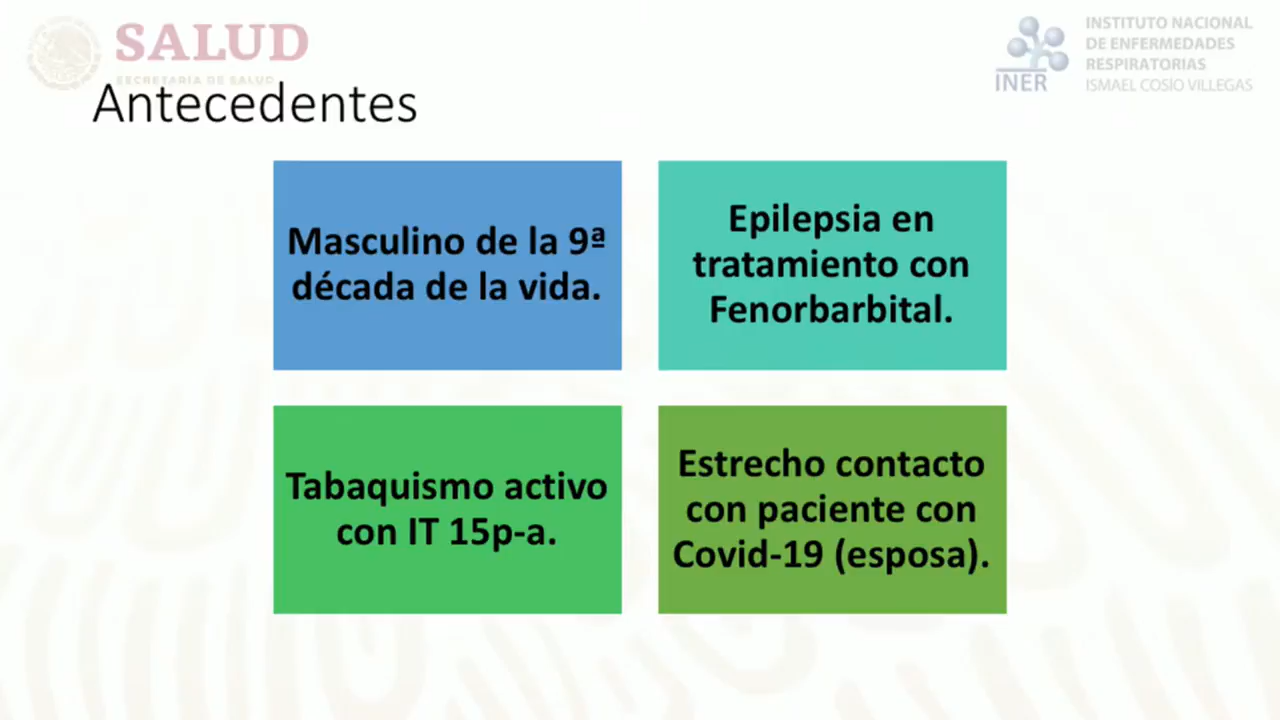 SALUD
SECRETARÍA DE SALUD
INSTITUTO NACIONAL
DE ENFERMEDADES
RESPIRATORIAS
ISMAEL COSÍO VILLEGAS
INER
Antecedentes
Masculino de la 9ª
década de la vida.
Epilepsia en
tratamiento con
Fenorbarbital.
Tabaquismo activo
con IT 15p-a.
Estrecho contacto
con paciente con
Covid-19 (esposa).